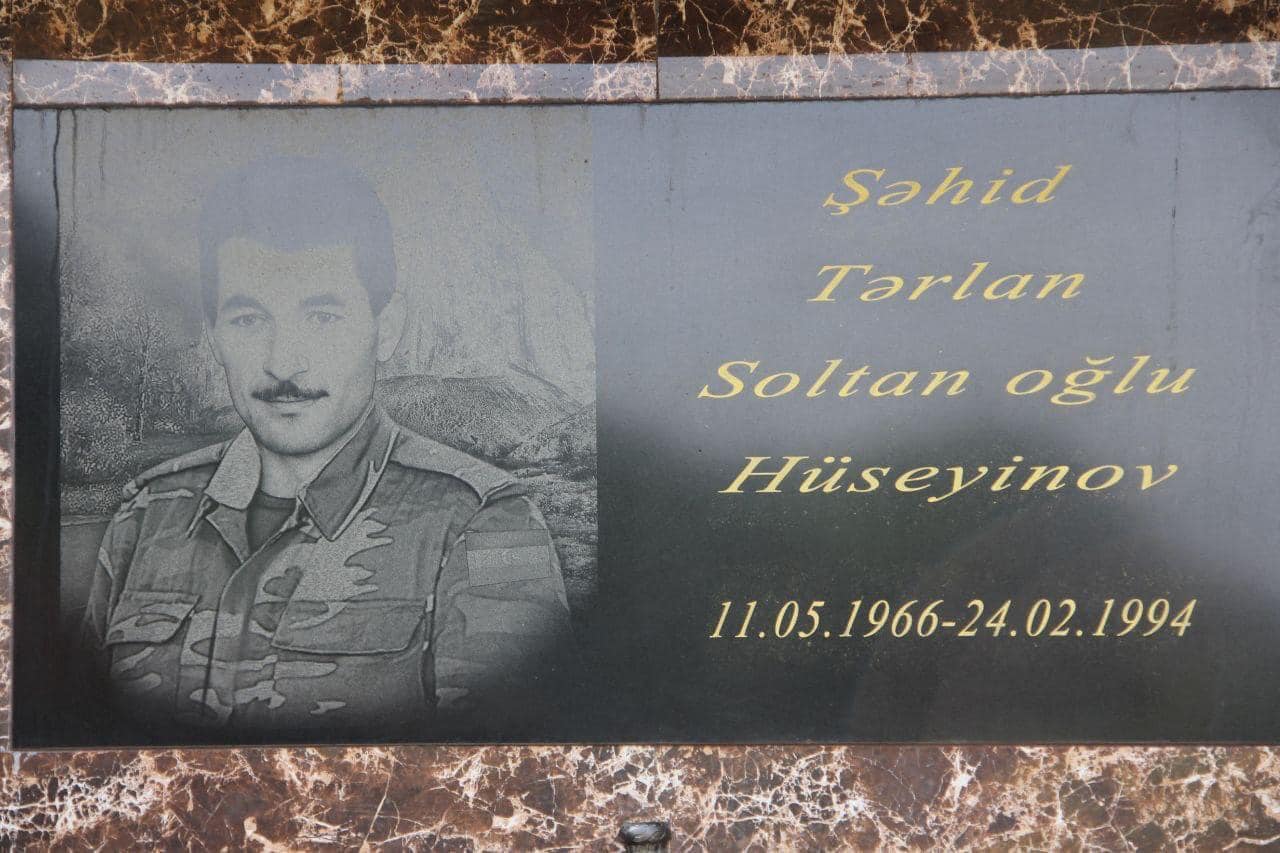 Şəhid
Tərlan
Soltan oğlu
Hüseyinov
11.05.1966-24.02.1994